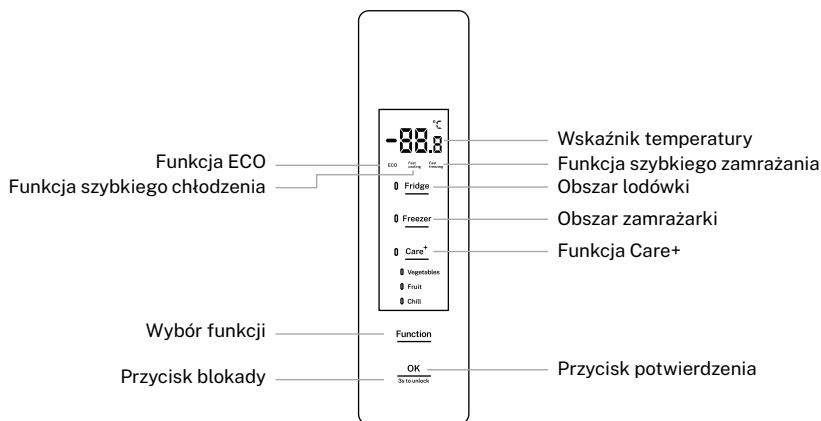 °C
-88.8
Wskaźnik temperatury
Funkcja ECO
ECO
Fast cooling
Fast freezing
Funkcja szybkiego zamrażania
Funkcja szybkiego chłodzenia
Fridge
Obszar lodówki
Freezer
Obszar zamrażarki
Care+
Funkcja Care+
Vegetables
Fruit
Chill
Wybór funkcji
Function
Przycisk blokady
OK
3s to unlock
Przycisk potwierdzenia